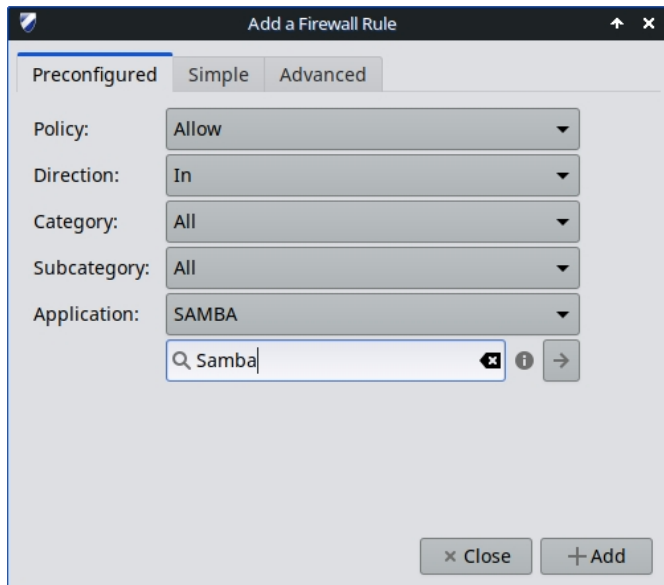 Add a Firewall Rule
Preconfigured Simple Advanced
Policy: Allow
Direction: In
Category: All
Subcategory: All
Application: SAMBA
Samba
Close Add